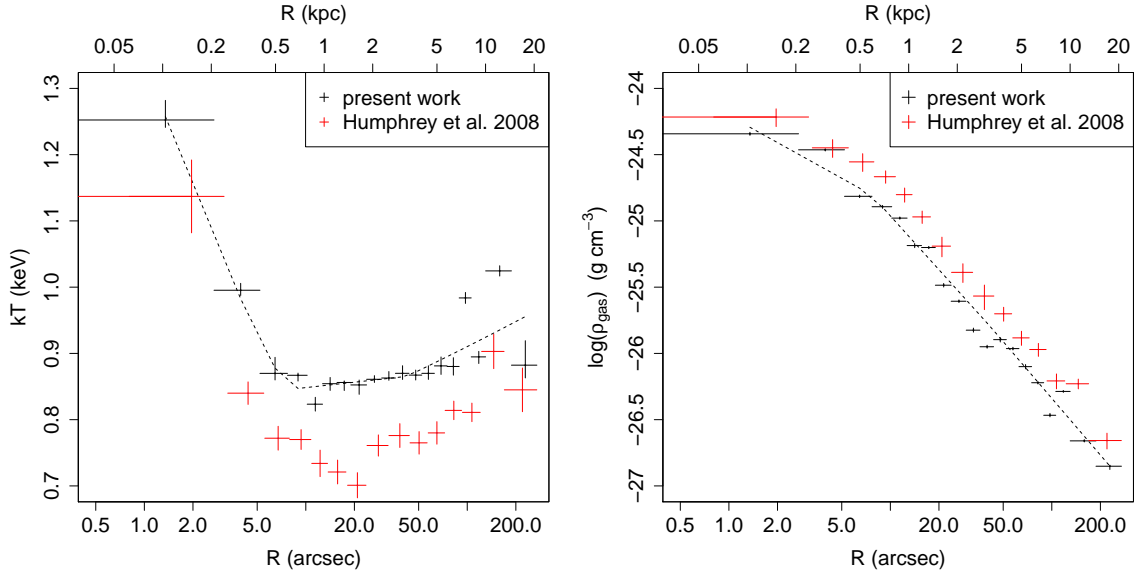 R (kpc)
0.05 0.2 0.5 1 2 5 10 20
kT (keV)
1.3
1.2
1.1
1.0
0.9
0.8
0.7
present work
Humphrey et al. 2008
0.5 1.0 2.0 5.0 20.0 50.0 200.0
R (arcsec)
R (kpc)
0.05 0.2 0.5 1 2 5 10 20
log(ρgas) (g cm−3)
−24
−24.5
−25
−25.5
−26
−26.5
−27
present work
Humphrey et al. 2008
0.5 1.0 2.0 5.0 20.0 50.0 200.0
R (arcsec)